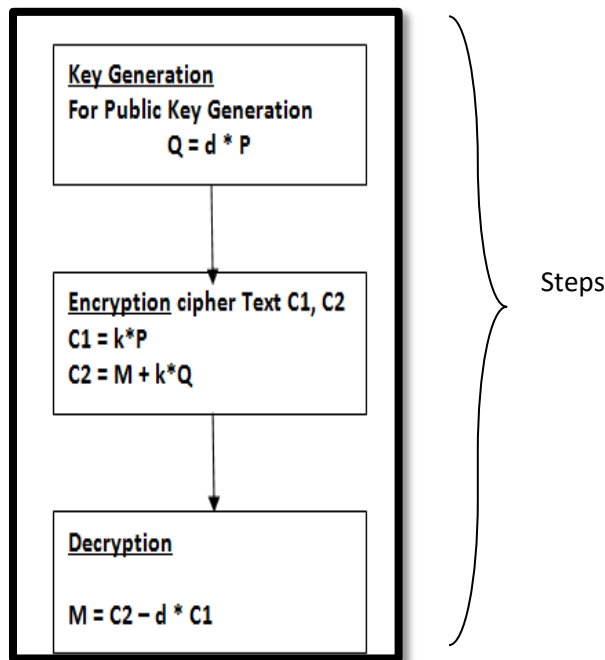 Key Generation
For Public Key Generation
Q = d * P
Encryption cipher Text C1, C2
C1 = k*P
C2 = M + k*Q
Decryption
M = C2 – d * C1
Steps